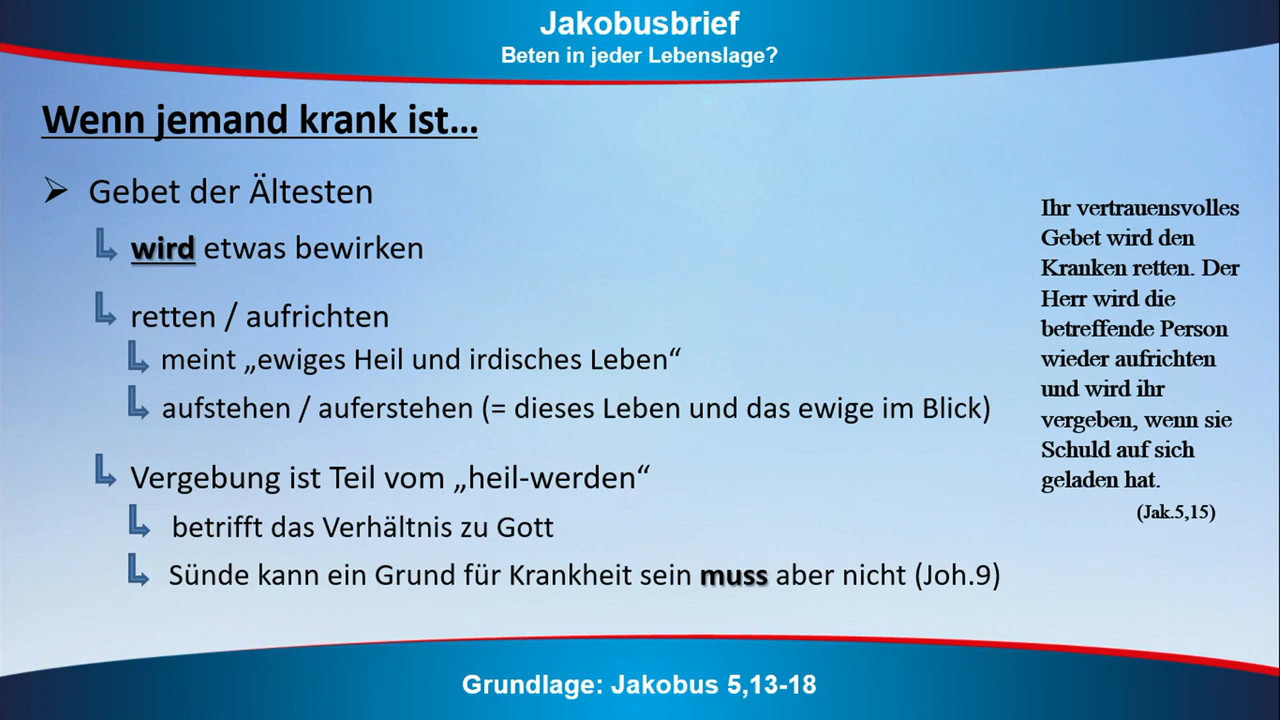 Jakobusbrief
Beten in jeder Lebenslage?
Wenn jemand krank ist...
Gebet der Ältesten
wird etwas bewirken
retten / aufrichten
meint „ewiges Heil und irdisches Leben“
aufstehen / auferstehen (= dieses Leben und das ewige im Blick)
Vergebung ist Teil vom „heil-werden“
betrifft das Verhältnis zu Gott
Sünde kann ein Grund für Krankheit sein muss aber nicht (Joh.9)
Ihr vertrauensvolles
Gebet wird den
Kranken retten. Der
Herr wird die
betreffende Person
wieder aufrichten
und wird ihr
vergeben, wenn sie
Schuld auf sich
geladen hat.
(Jak.5,15)
Grundlage: Jakobus 5,13-18